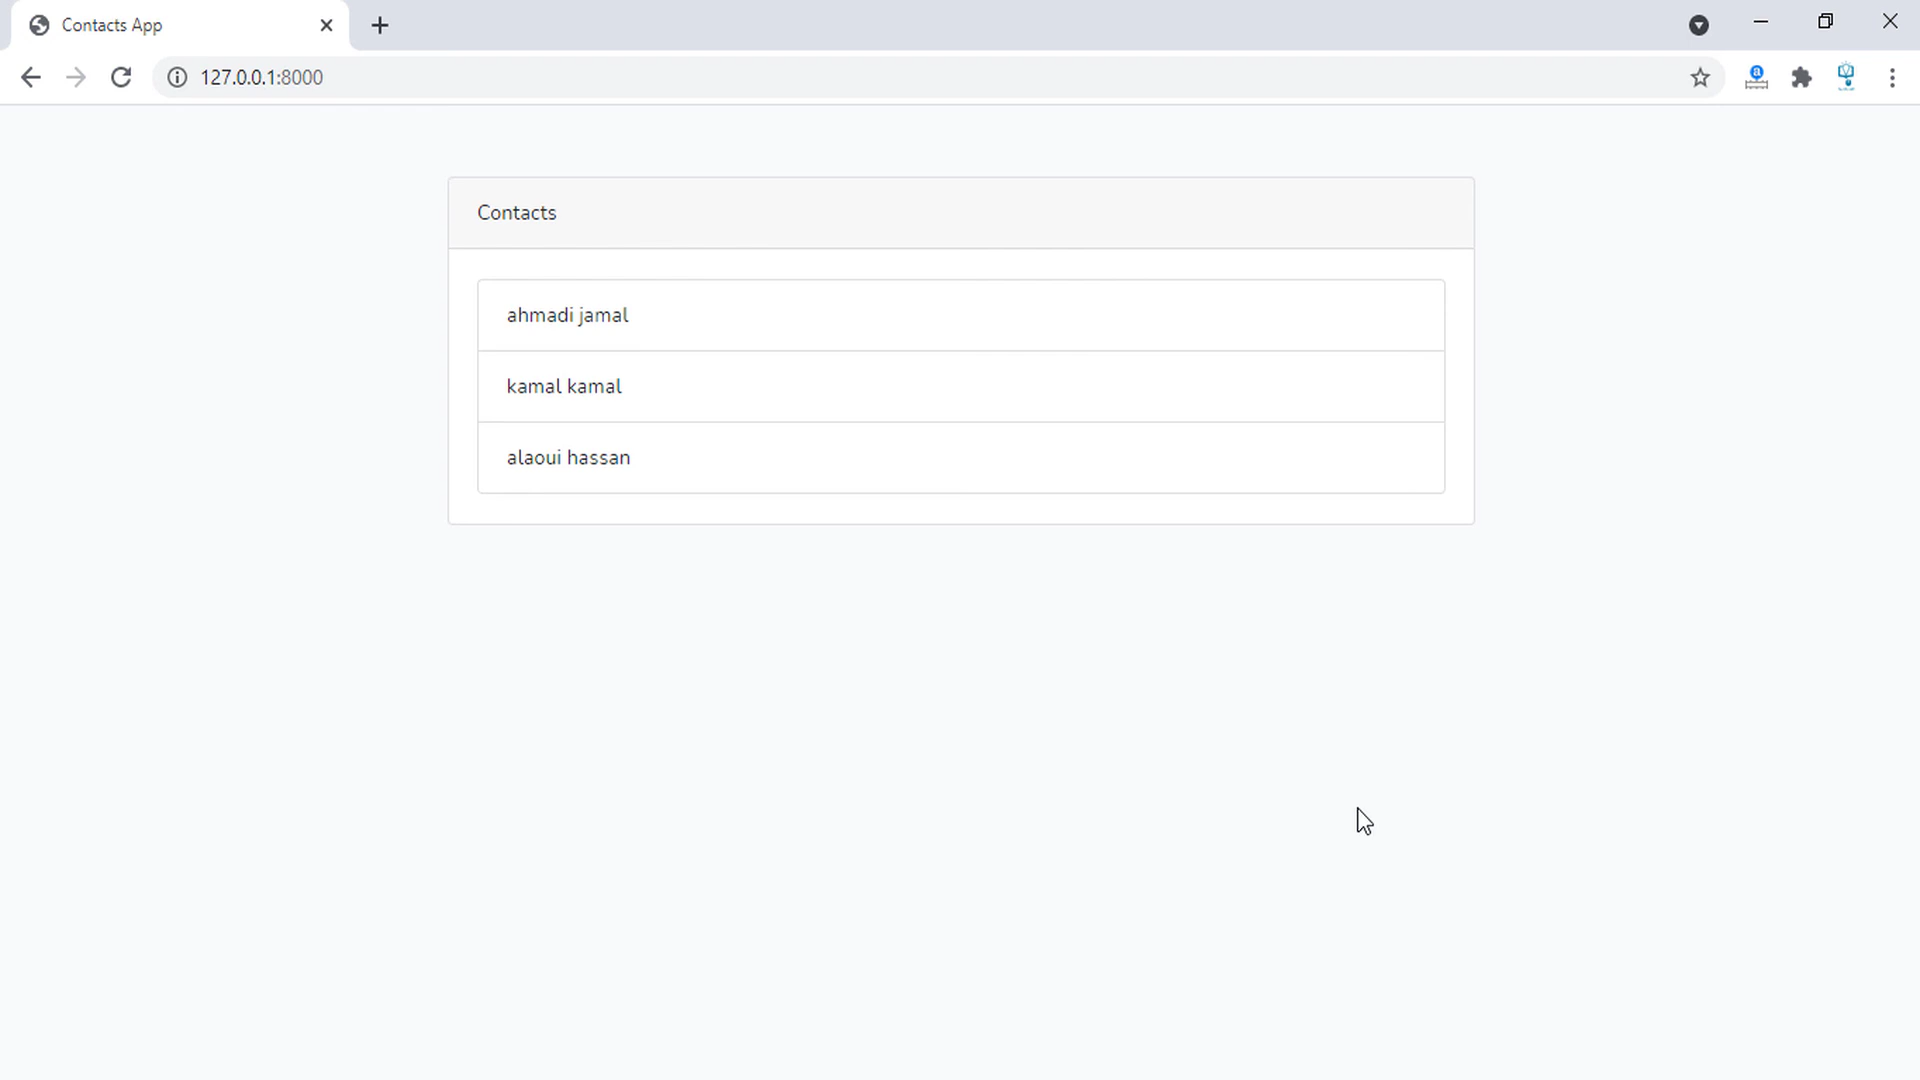 Contacts App
127.0.0.1:8000
Contacts
ahmadi jamal
kamal kamal
alaoui hassan